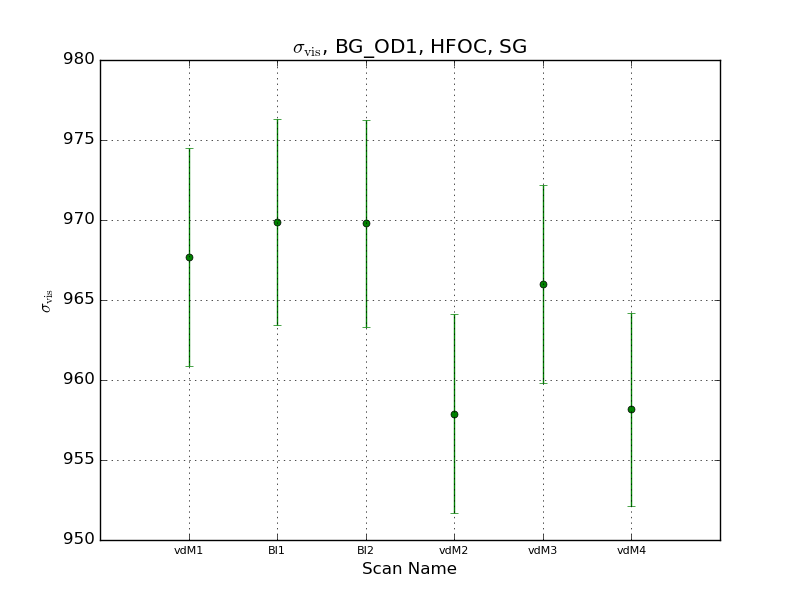 σvis, BG_OD1, HFOC, SG
980
975
970
965
960
955
950
σvis
vdM1 BI1 BI2 vdM2 vdM3 vdM4
Scan Name